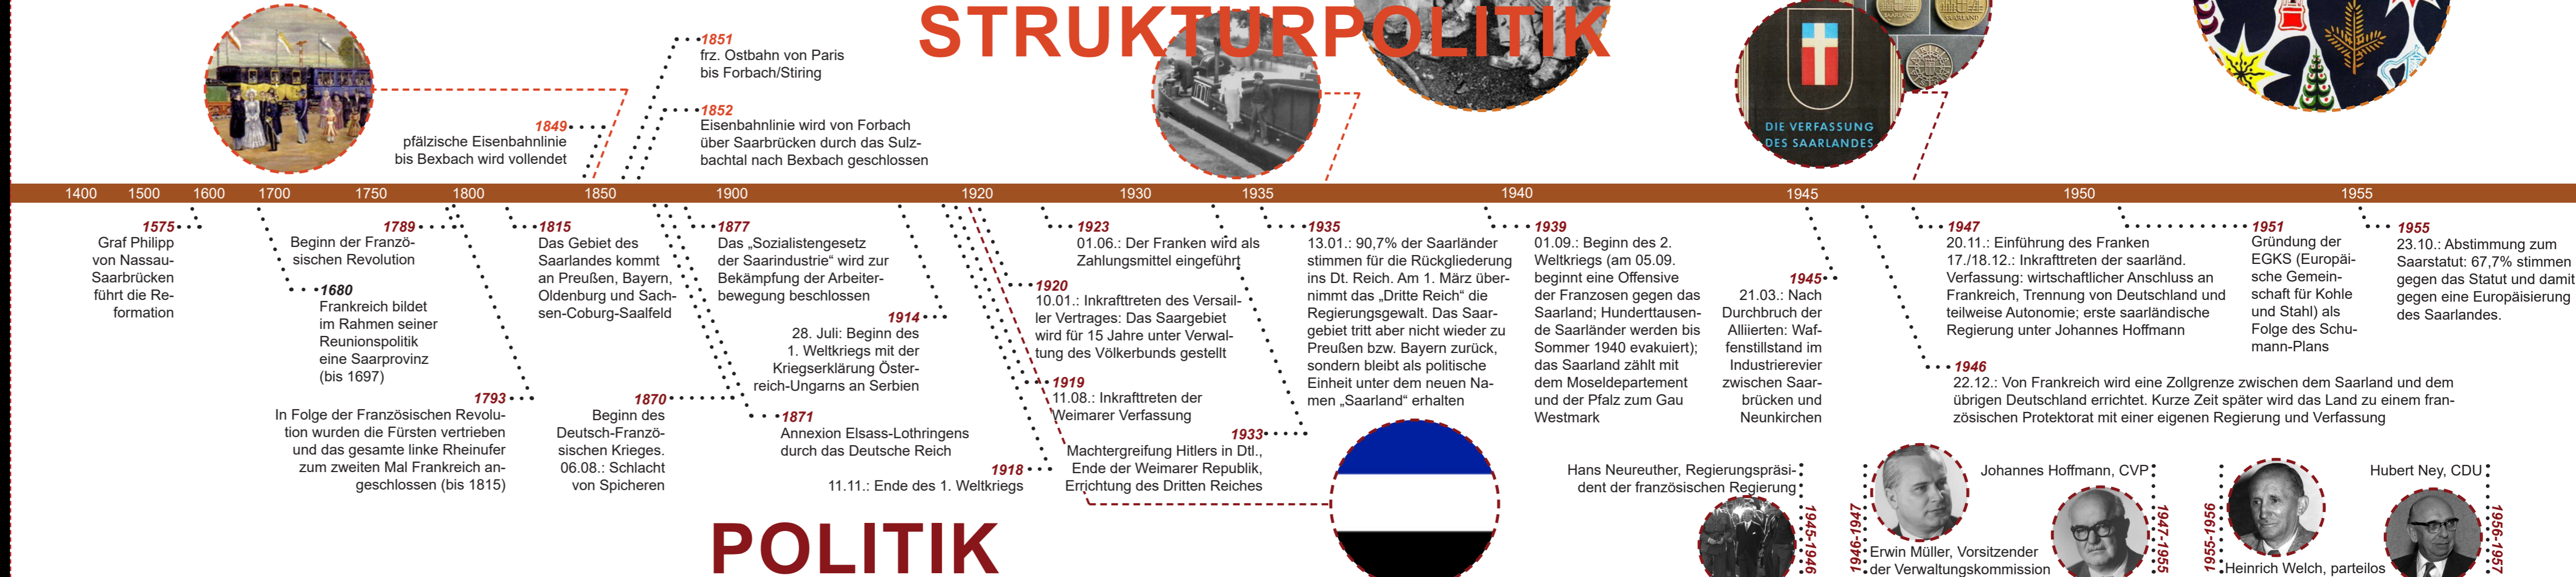 STRUKTURPOLITIK
1851
frz. Ostbahn von Paris
bis Forbach/Stiring
1852
Eisenbahnlinie wird von Forbach
über Saarbrücken durch das Sulz-
bachtal nach Bexbach geschlossen
1849
pfälzische Eisenbahnlinie
bis Bexbach wird vollendet
DIE VERFASSUNG
DES SAARLANDES
1400 1500 1600 1700 1750 1800 1850 1900 1920 1930 1935 1940 1945 1950 1955
1575
Graf Philipp
von Nassau-
Saarbrücken
führt die Re-
formation
1680
Frankreich bildet
im Rahmen seiner
Reunionspolitik
eine Saarprovinz
(bis 1697)
1789
Beginn der Franzö-
sischen Revolution
1793
In Folge der Französischen Revolu-
tion wurden die Fürsten vertrieben
und das gesamte linke Rheinufer
zum zweiten Mal Frankreich an-
geschlossen (bis 1815)
1815
Das Gebiet des
Saarlandes kommt
an Preußen, Bayern,
Oldenburg und Sach-
sen-Coburg-Saalfeld
1870
Beginn des
Deutsch-Franzö-
sischen Krieges.
06.08.: Schlacht
von Spicheren
1871
Annexion Elsass-Lothringens
durch das Deutsche Reich
1877
Das „Sozialistengesetz
der Saarindustrie“ wird zur
Bekämpfung der Arbeiter-
bewegung beschlossen
1914
28. Juli: Beginn des
1. Weltkriegs mit der
Kriegserklärung Öster-
reich-Ungarns an Serbien
1918
11.11.: Ende des 1. Weltkriegs
1919
11.08.: Inkrafttreten der
Weimarer Verfassung
1920
10.01.: Inkrafttreten des Versail-
ler Vertrages: Das Saargebiet
wird für 15 Jahre unter Verwal-
tung des Völkerbunds gestellt
1923
01.06.: Der Franken wird als
Zahlungsmittel eingeführt
1933
Machtergreifung Hitlers in Dtl.,
Ende der Weimarer Republik,
Errichtung des Dritten Reiches
1935
13.01.: 90,7% der Saarländer
stimmen für die Rückgliederung
ins Dt. Reich. Am 1. März über-
nimmt das „Dritte Reich“ die
Regierungsgewalt. Das Saar-
gebiet tritt aber nicht wieder zu
Preußen bzw. Bayern zurück,
sondern bleibt als politische
Einheit unter dem neuen Na-
men „Saarland“ erhalten
1939
01.09.: Beginn des 2.
Weltkriegs (am 05.09.
beginnt eine Offensive
der Franzosen gegen das
Saarland; Hunderttausen-
de Saarländer werden bis
Sommer 1940 evakuiert);
das Saarland zählt mit
dem Moseldepartement
und der Pfalz zum Gau
Westmark
1945
21.03.: Nach
Durchbruch der
Alliierten: Waf-
fenstillstand im
Industrierevier
zwischen Saar-
brücken und
Neunkirchen
1947
20.11.: Einführung des Franken
17./18.12.: Inkrafttreten der saarländ.
Verfassung: wirtschaftlicher Anschluss an
Frankreich, Trennung von Deutschland und
teilweise Autonomie; erste saarländische
Regierung unter Johannes Hoffmann
1946
22.12.: Von Frankreich wird eine Zollgrenze zwischen dem Saarland und dem
übrigen Deutschland errichtet. Kurze Zeit später wird das Land zu einem fran-
zösischen Protektorat mit einer eigenen Regierung und Verfassung
1951
Gründung der
EGKS (Europäi-
sche Gemein-
schaft für Kohle
und Stahl) als
Folge des Schu-
mann-Plans
1955
23.10.: Abstimmung zum
Saarstatut: 67,7% stimmen
gegen das Statut und damit
gegen eine Europäisierung
des Saarlandes.
POLITIK
Hans Neureuther, Regierungspräsi-
dent der französischen Regierung
1945-1946
1946-1947
Erwin Müller, Vorsitzender
der Verwaltungskommission
Johannes Hoffmann, CVP
1947-1955
1955-1956
Heinrich Welch, parteilos
Hubert Ney, CDU
1956-1957